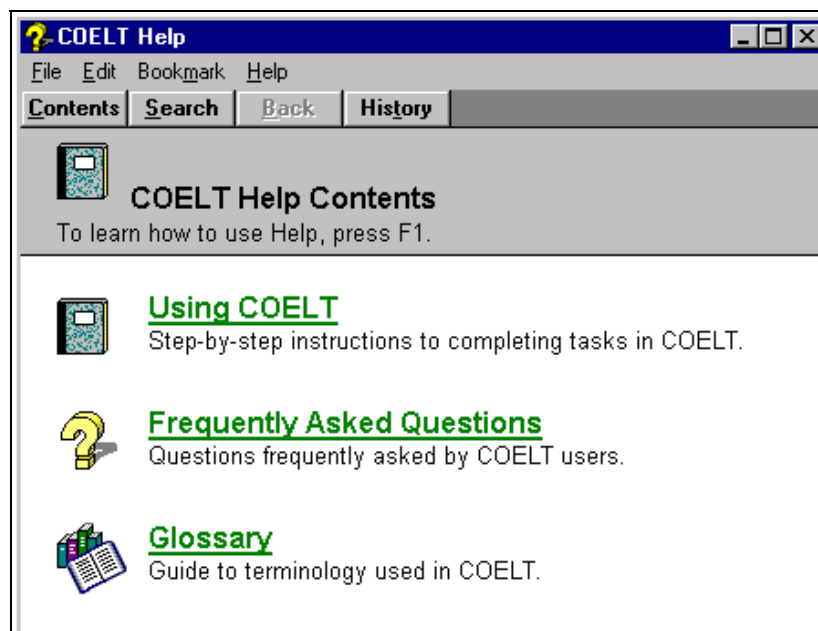 COELT Help
File Edit Bookmark Help
Contents Search Back History
COELT Help Contents
To learn how to use Help, press F1.
Using COELT
Step-by-step instructions to completing tasks in COELT.
Frequently Asked Questions
Questions frequently asked by COELT users.
Glossary
Guide to terminology used in COELT.